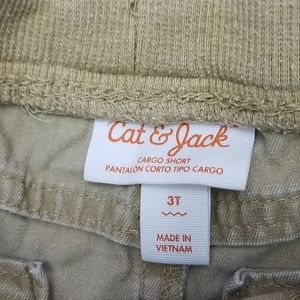 Cat & Jack
CARGO SHORT
PANTALÓN CORTO TIPO CARGO
3T
MADE IN
VIETNAM